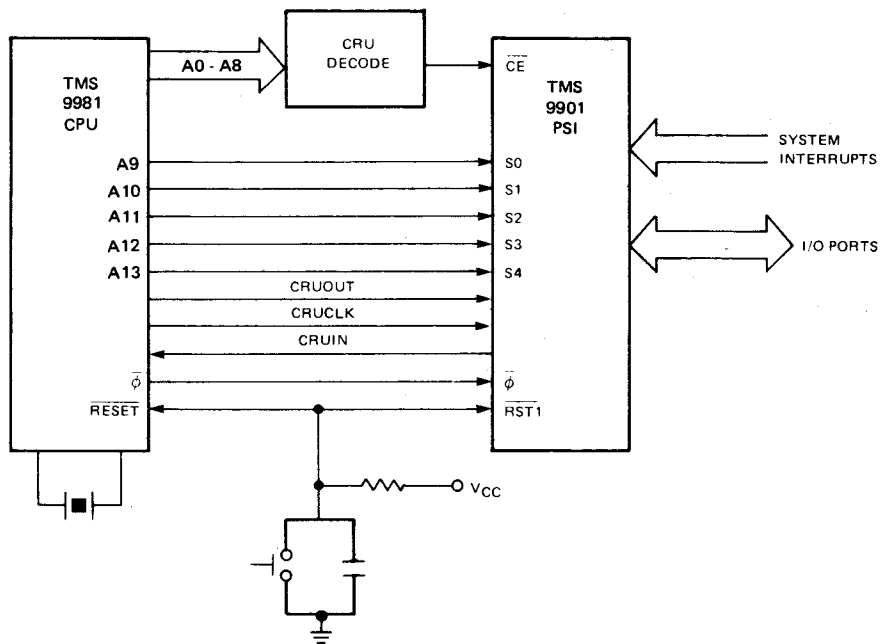 TMS
9981
CPU
A0 - A8
CRU
DECODE
CE
TMS
9901
PSI
SYSTEM
INTERRUPTS
A9
S0
A10
S1
A11
S2
A12
S3
A13
S4
I/O PORTS
CRUOUT
CRUCLK
CRUIN
φ
φ
RESET
RST1
VCC